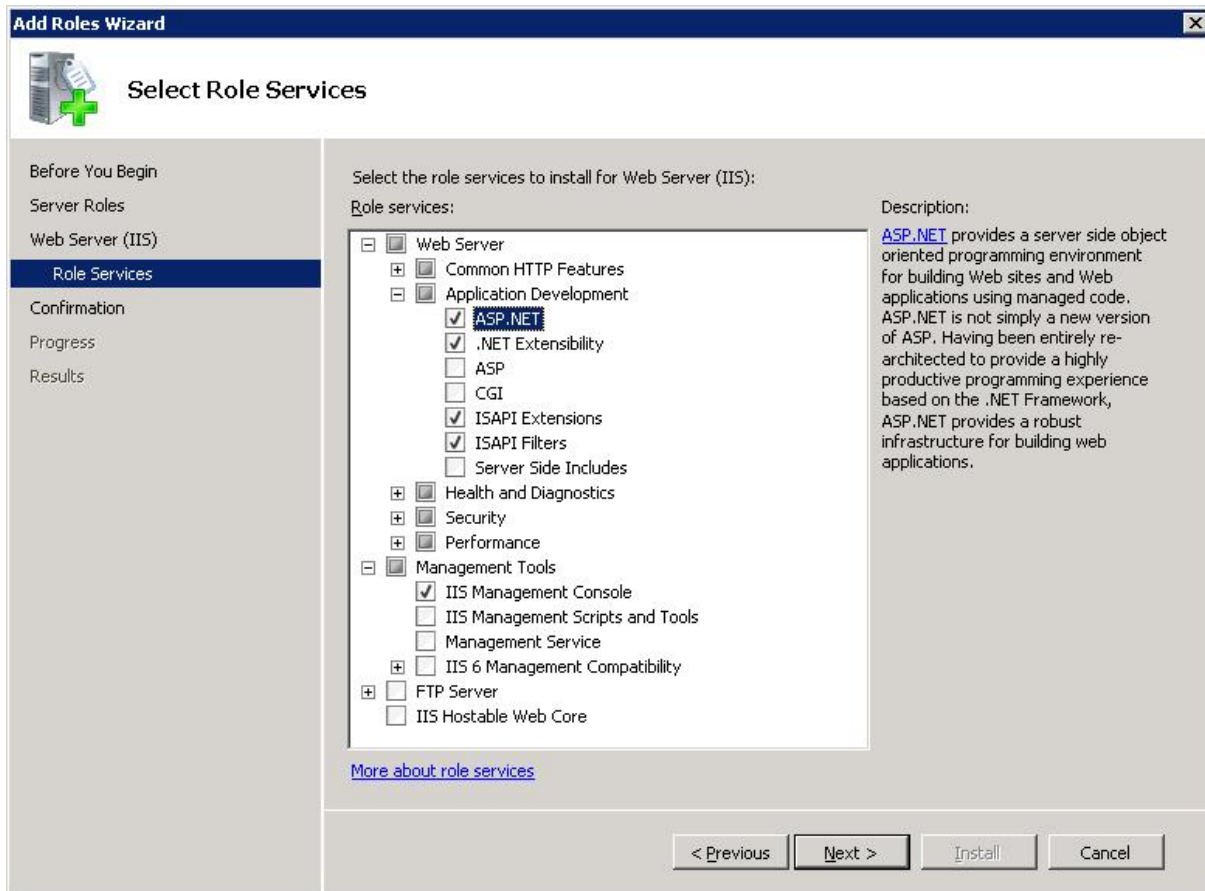 Add Roles Wizard
Select Role Services
Before You Begin
Server Roles
Web Server (IIS)
Role Services
Confirmation
Progress
Results
Select the role services to install for Web Server (IIS):
Role services:
Web Server
Common HTTP Features
Application Development
ASP.NET
.NET Extensibility
ASP
CGI
ISAPI Extensions
ISAPI Filters
Server Side Includes
Health and Diagnostics
Security
Performance
Management Tools
IIS Management Console
IIS Management Scripts and Tools
Management Service
IIS 6 Management Compatibility
FTP Server
IIS Hostable Web Core
More about role services
Description:
ASP.NET provides a server side object
oriented programming environment
for building Web sites and Web
applications using managed code.
ASP.NET is not simply a new version
of ASP. Having been entirely re-
architected to provide a highly
productive programming experience
based on the .NET Framework,
ASP.NET provides a robust
infrastructure for building web
applications.
< Previous
Next >
Install
Cancel